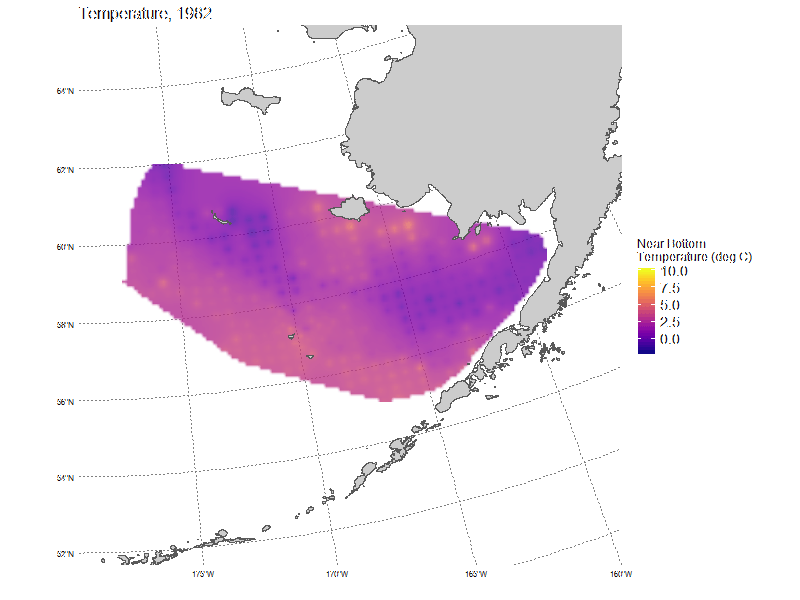 Temperature, 1982
64°N
62°N
60°N
58°N
56°N
54°N
52°N
175°W
170°W
165°W
160°W
Near Bottom
Temperature (deg C)
10.0
7.5
5.0
2.5
0.0